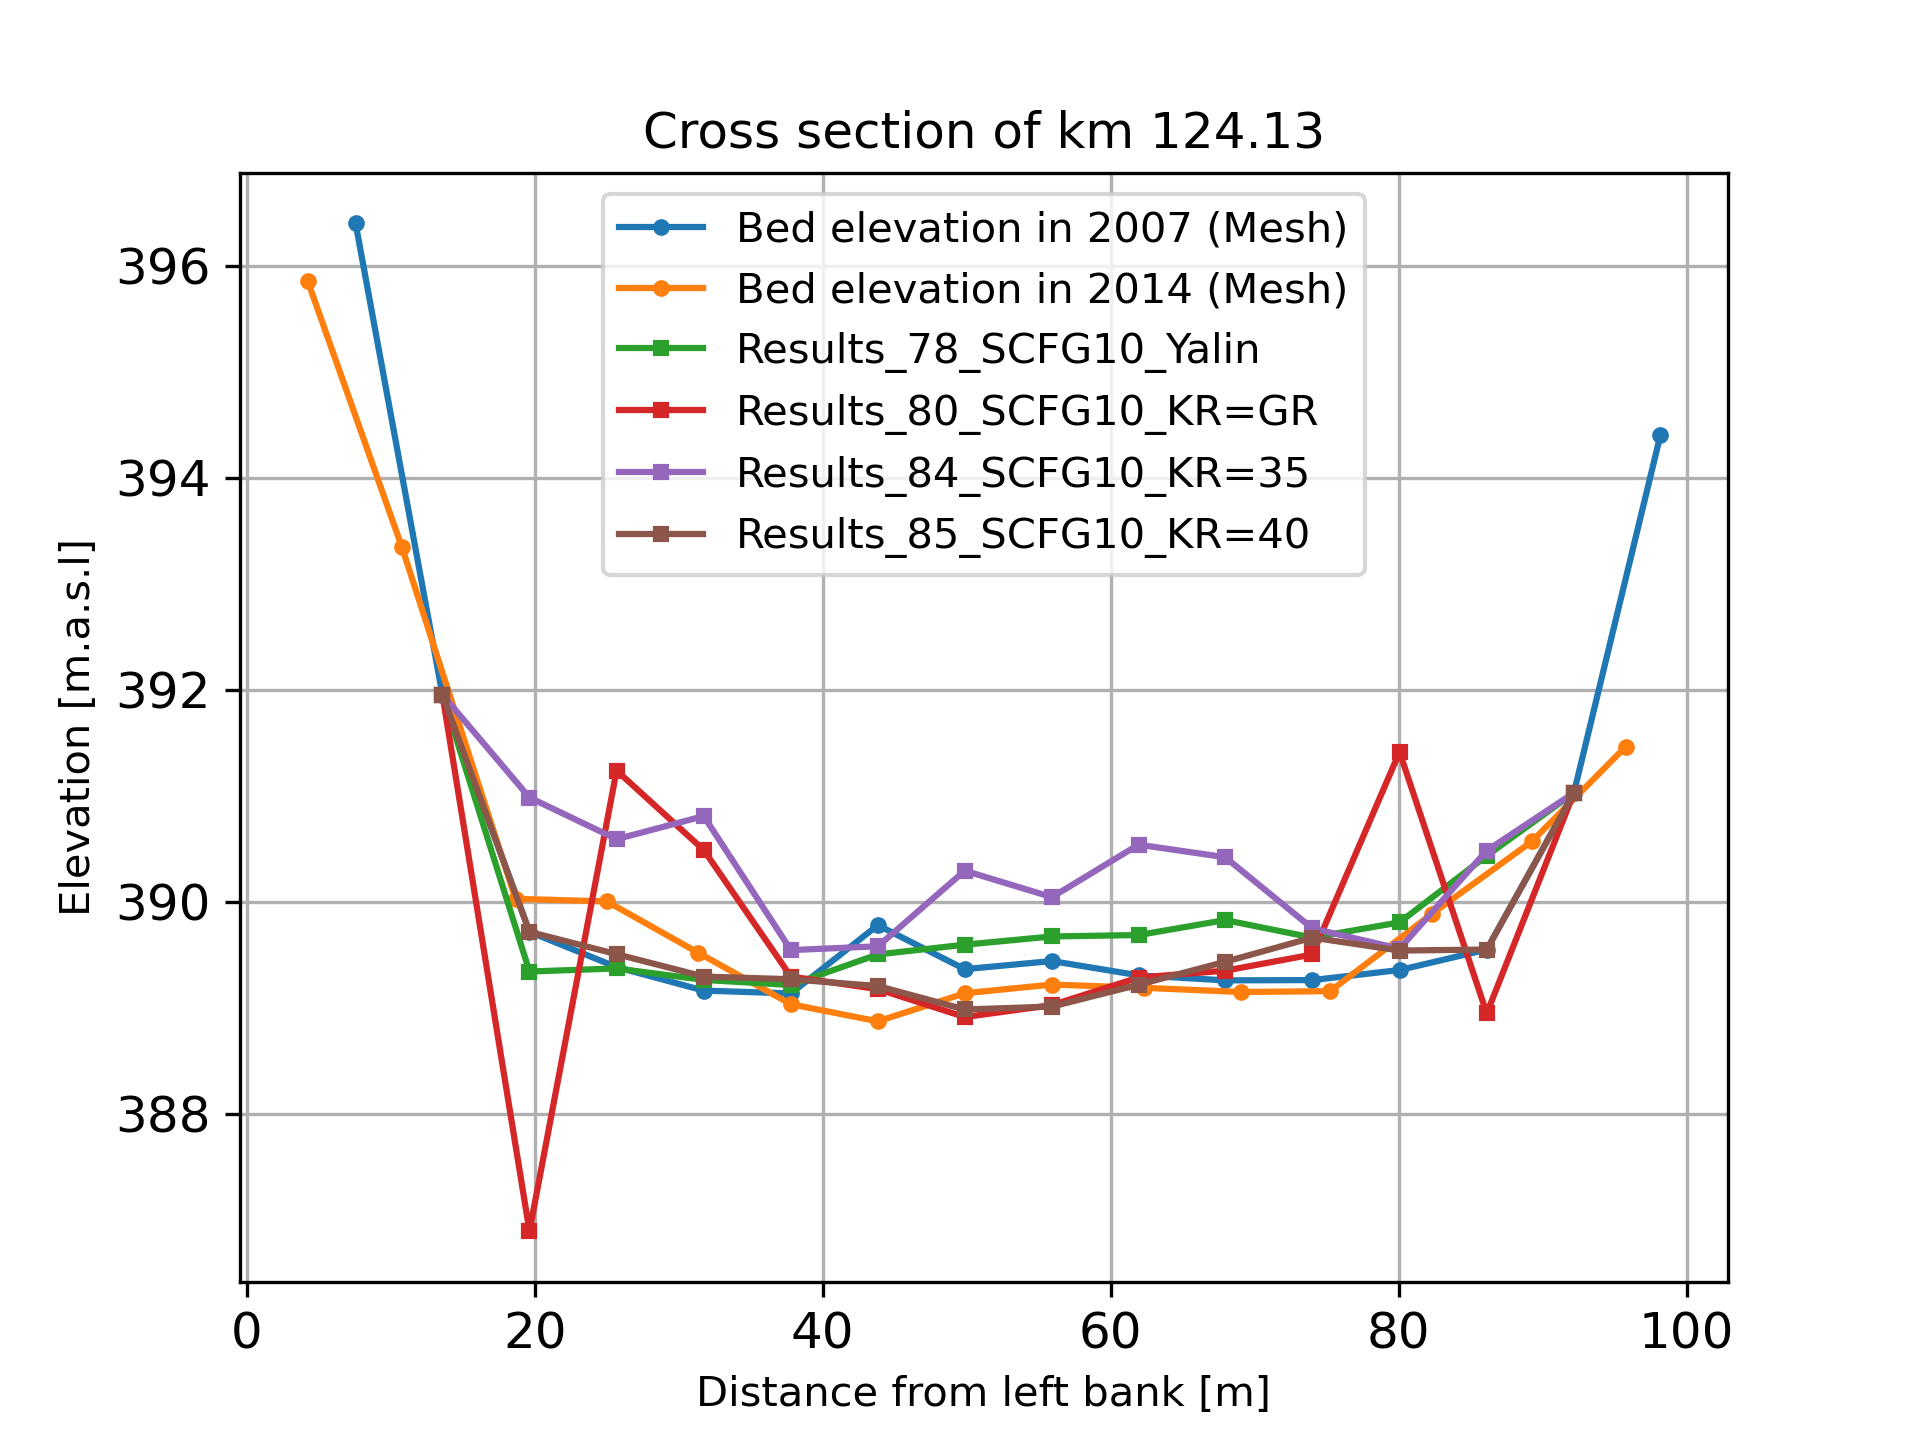 Cross section of km 124.13
Bed elevation in 2007 (Mesh)
Bed elevation in 2014 (Mesh)
Results_78_SCFG10_Yalin
Results_80_SCFG10_KR=GR
Results_84_SCFG10_KR=35
Results_85_SCFG10_KR=40
Elevation [m.a.s.l]
396
394
392
390
388
0 20 40 60 80 100
Distance from left bank [m]